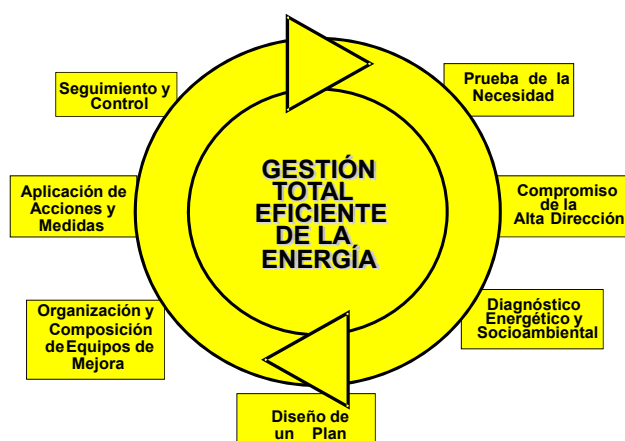 GESTIÓN
TOTAL
EFICIENTE
DE LA
ENERGÍA
Prueba de la
Necesidad
Compromiso
de la
Alta Dirección
Diagnóstico
Energético y
Socioambiental
Diseño de
un Plan
Organización y
Composición
de Equipos de
Mejora
Aplicación de
Acciones y
Medidas
Seguimiento y
Control